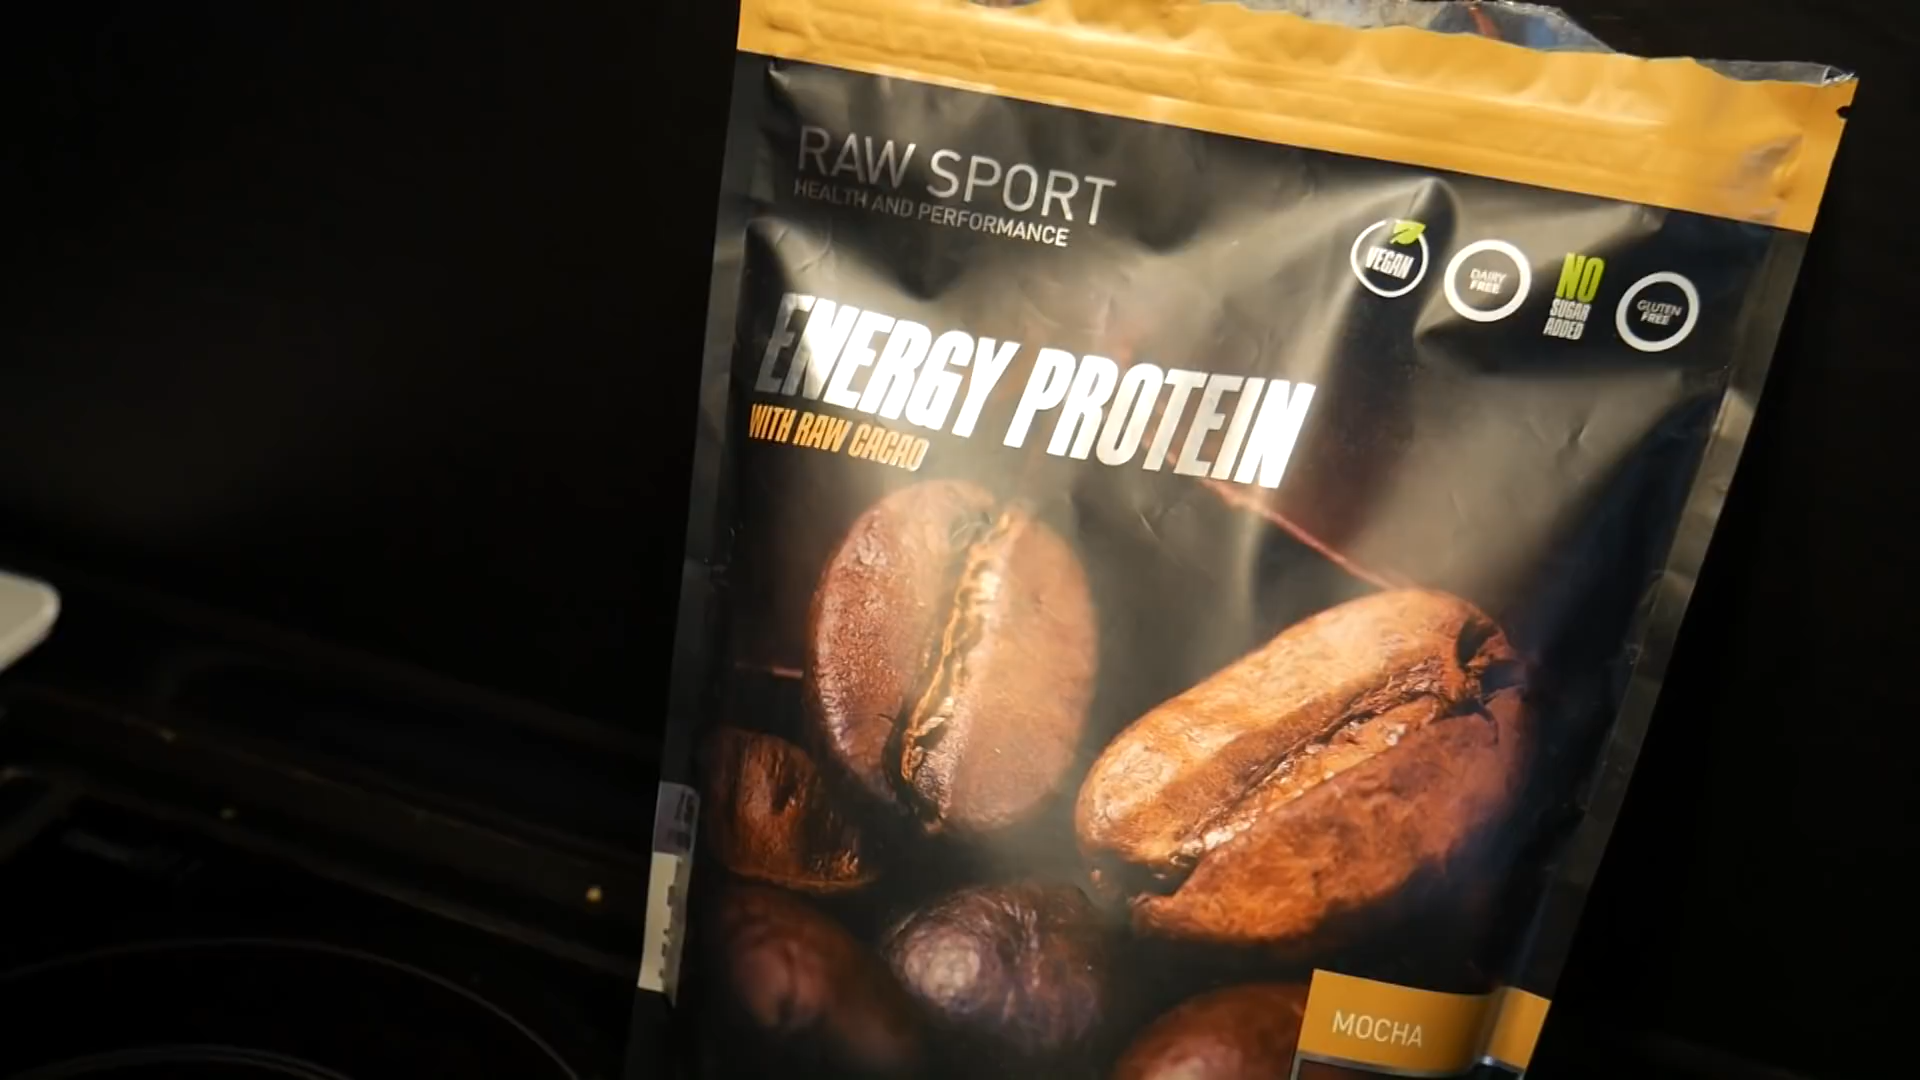 RAW SPORT
HEALTH AND PERFORMANCE
VEGAN
DAIRY
FREE
NO
SUGAR
ADDED
GLUTEN
FREE
ENERGY PROTEIN
WITH RAW CACAO
MOCHA